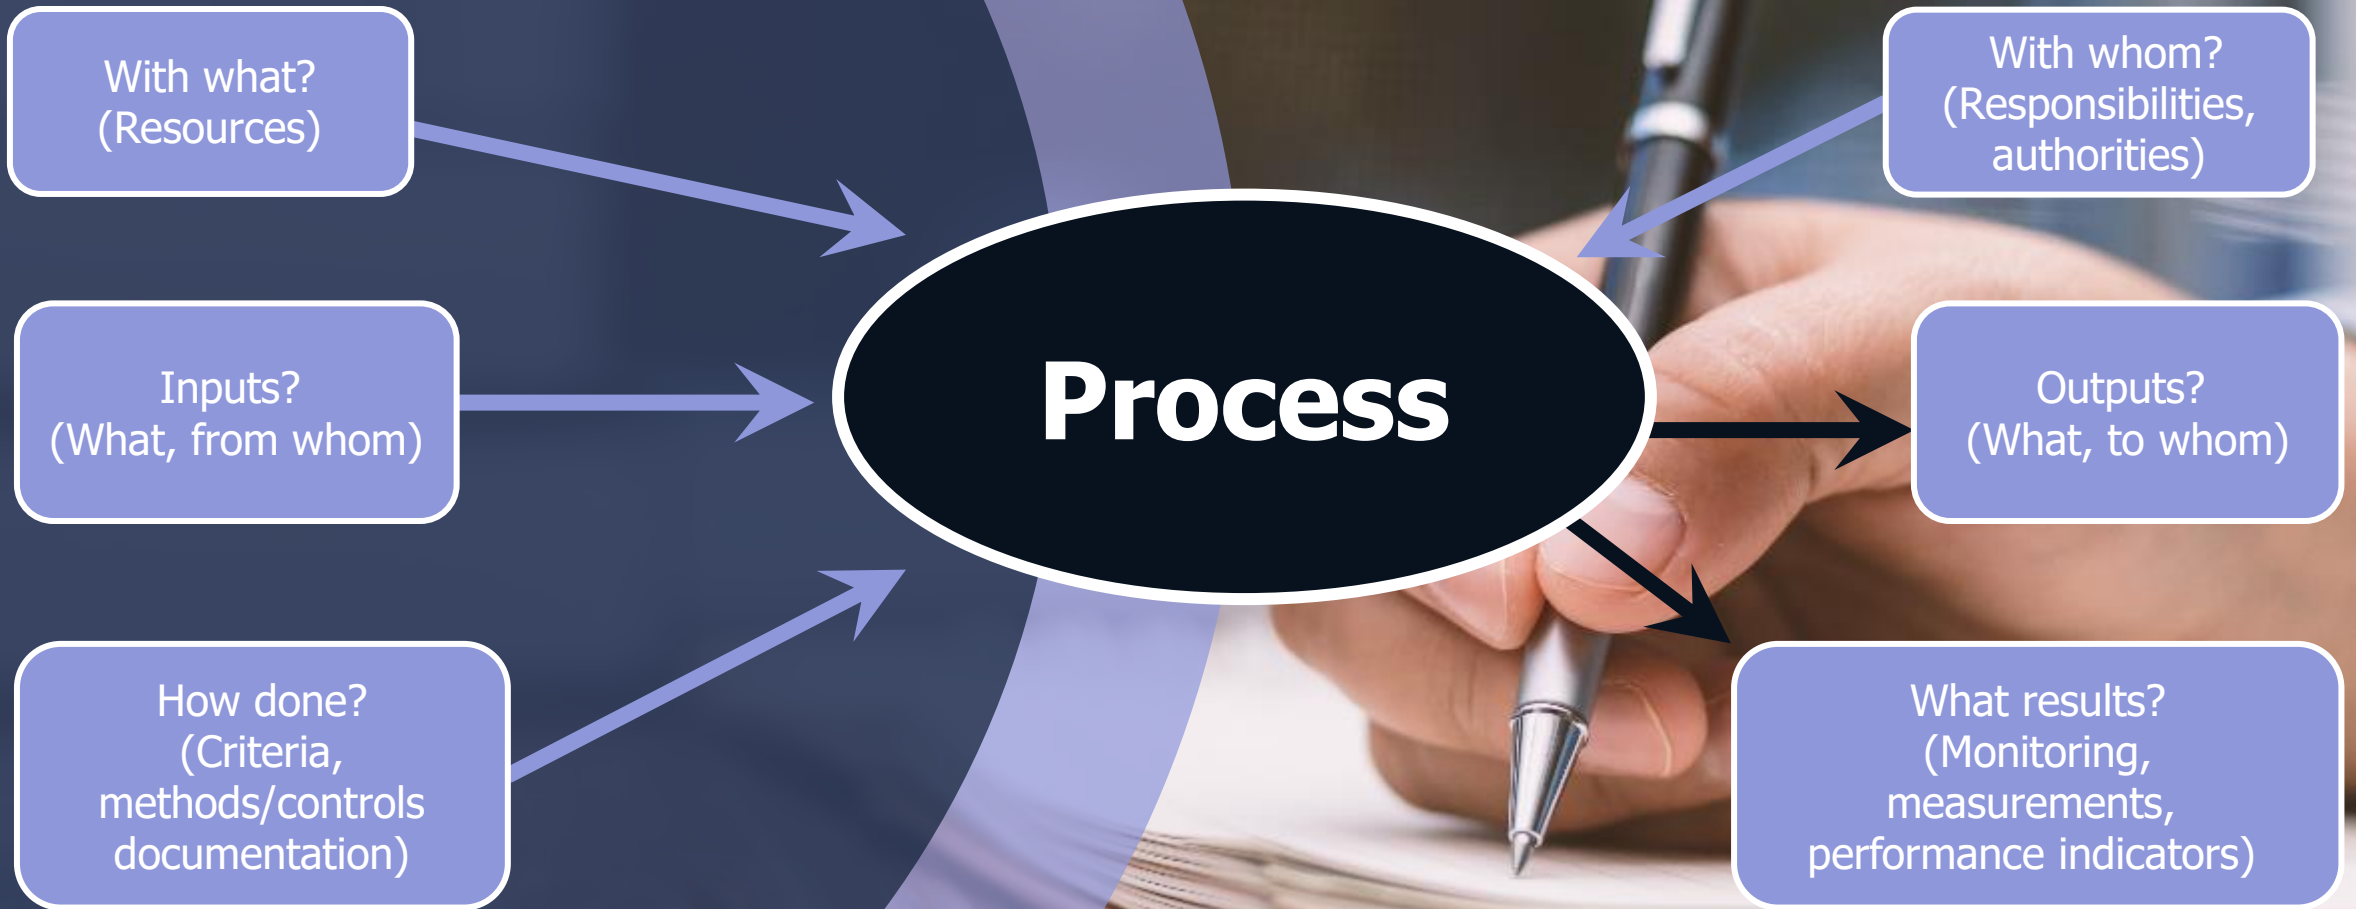 With what?
(Resources)
With whom?
(Responsibilities,
authorities)
Inputs?
(What, from whom)
Process
Outputs?
(What, to whom)
How done?
(Criteria,
methods/controls
documentation)
What results?
(Monitoring,
measurements,
performance indicators)